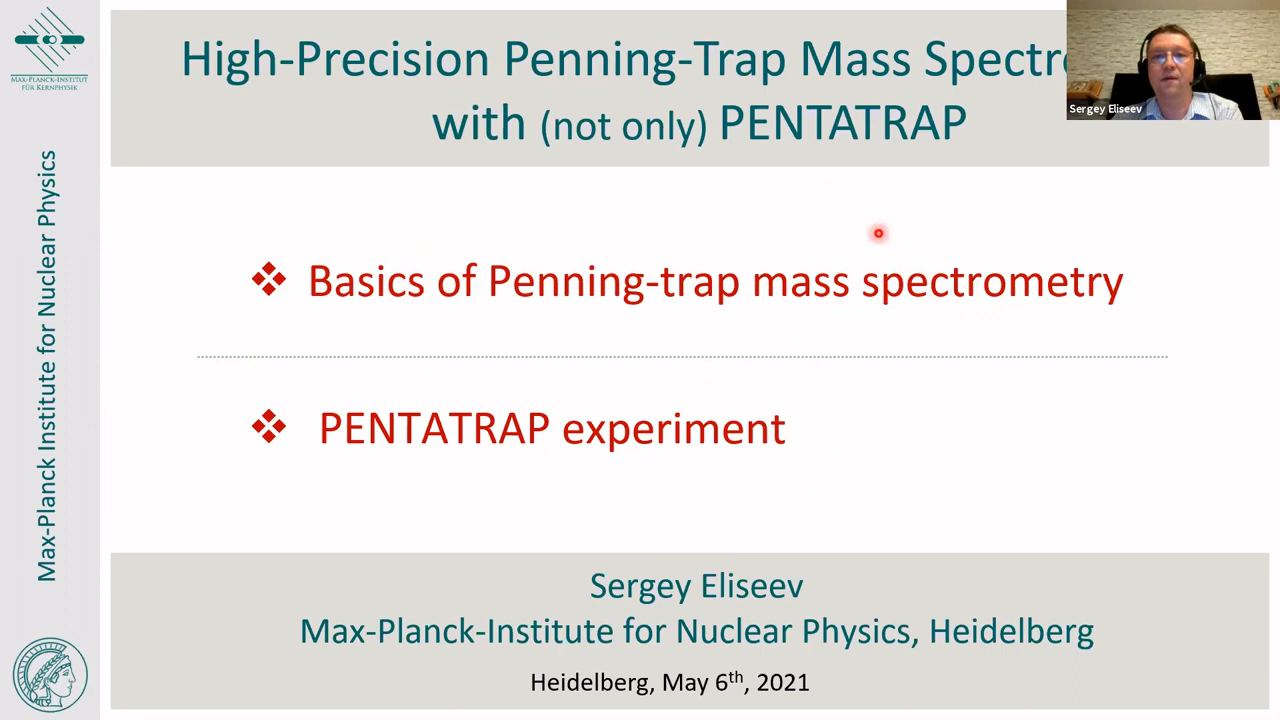 MAX-PLANCK-INSTITUT
FÜR KERNPHYSIK
Max-Planck Institute for Nuclear Physics
High-Precision Penning-Trap Mass Spectro
with (not only) PENTATRAP
Sergey Eliseev
❖ Basics of Penning-trap mass spectrometry
❖ PENTATRAP experiment
Sergey Eliseev
Max-Planck-Institute for Nuclear Physics, Heidelberg
Heidelberg, May 6th, 2021